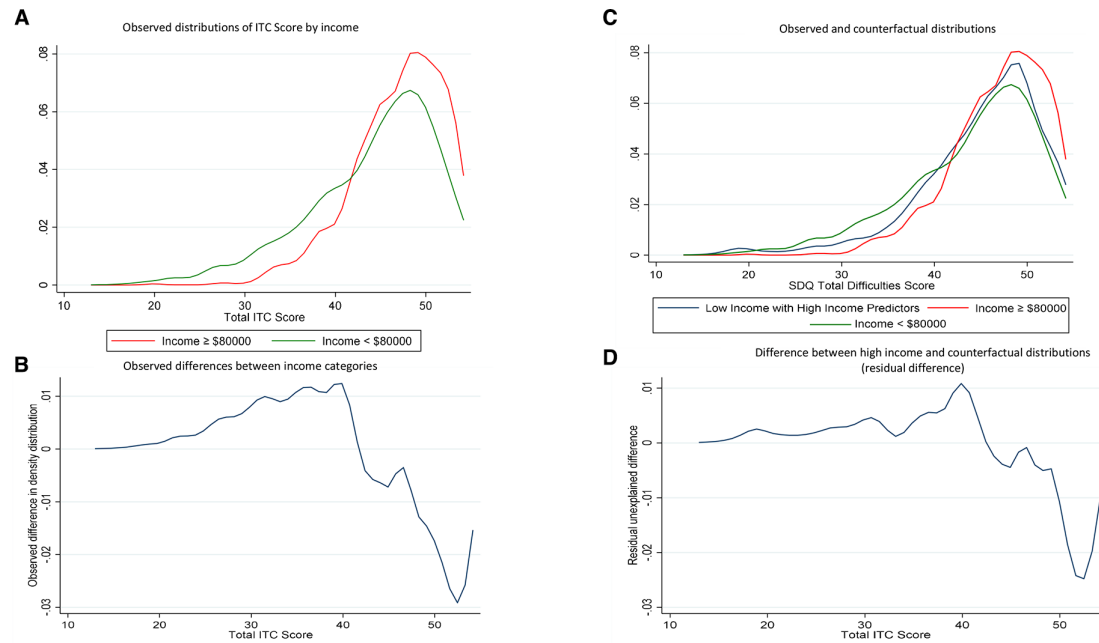 A
Observed distributions of ITC Score by income
.08
.06
.04
.02
0
10 20 30 40 50
Total ITC Score
Income ≥ $80000 Income < $80000
B
Observed differences between income categories
Observed difference in density distribution
.01
0
-.01
-.02
-.03
10 20 30 40 50
Total ITC Score
C
Observed and counterfactual distributions
.08
.06
.04
.02
0
10 20 30 40 50
SDQ Total Difficulties Score
Low Income with High Income Predictors Income ≥ $80000
Income < $80000
D
Difference between high income and counterfactual distributions
(residual difference)
Residual unexplained difference
.01
0
-.01
-.02
-.03
10 20 30 40 50
Total ITC Score